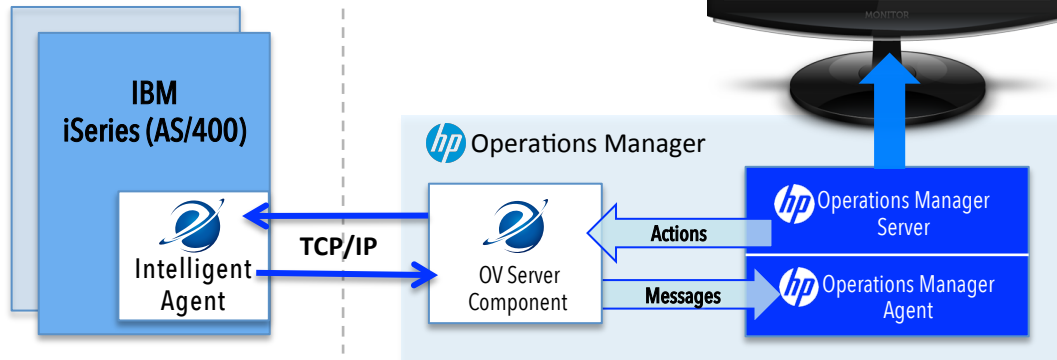 MONITOR
IBM
iSeries (AS/400)
hp Operations Manager
Intelligent
Agent
TCP/IP
OV Server
Component
Actions
Messages
hp Operations Manager
Server
hp Operations Manager
Agent